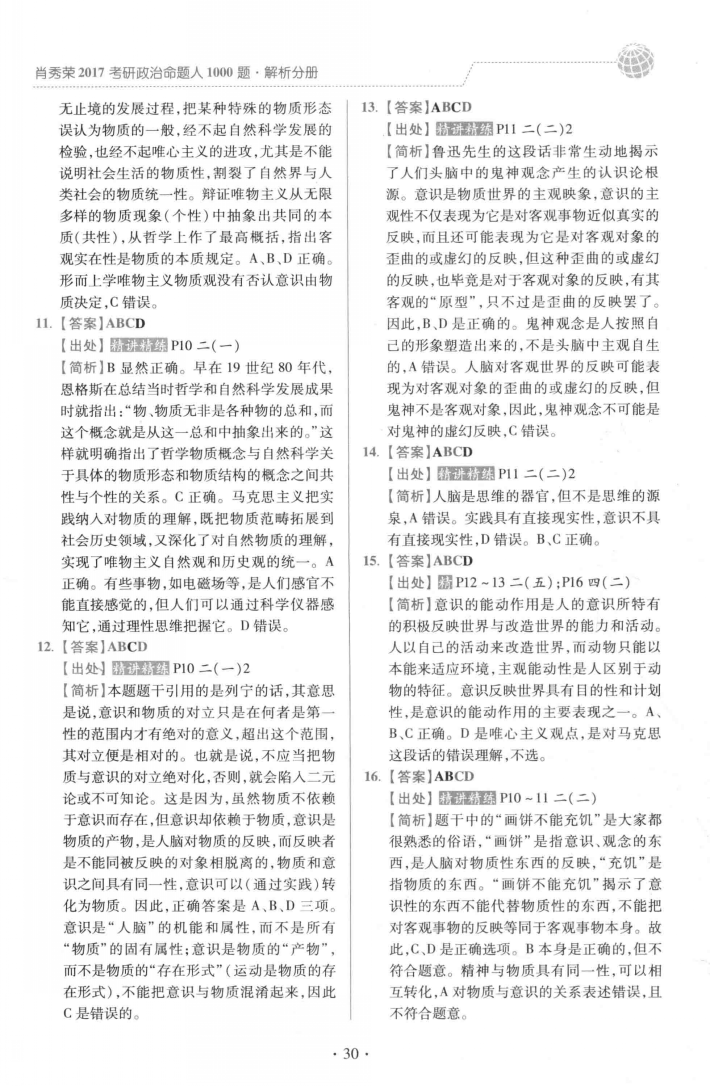 肖秀荣 2017 考研政治命题人 1000 题·解析分册
无止境的发展过程,把某种特殊的物质形态
误认为物质的一般,经不起自然科学发展的
检验,也经不起唯心主义的进攻,尤其是不能
说明社会生活的物质性,割裂了自然界与人
类社会的物质统一性。辩证唯物主义从无限
多样的物质现象(个性)中抽象出共同的本
质(共性),从哲学上作了最高概括,指出客
观实在性是物质的本质规定。A、B、D 正确。
形而上学唯物主义物质观没有否认意识由物
质决定,C 错误。
11.【答案】ABCD
【出处】精讲精练 P10 二(一)
【简析】B 显然正确。早在 19 世纪 80 年代,
恩格斯在总结当时哲学和自然科学发展成果
时就指出:“物、物质无非是各种物的总和,而
这个概念就是从这一总和中抽象出来的。”这
样就明确指出了哲学物质概念与自然科学关
于具体的物质形态和物质结构的概念之间共
性与个性的关系。C 正确。马克思主义把实
践纳入对物质的理解,既把物质范畴拓展到
社会历史领域,又深化了对自然物质的理解,
实现了唯物主义自然观和历史观的统一。A
正确。有些事物,如电磁场等,是人们感官不
能直接感觉的,但人们可以通过科学仪器感
知它,通过理性思维把握它。D 错误。
12.【答案】ABCD
【出处】精讲精练 P10 二(一)2
【简析】本题题干引用的是列宁的话,其意思
是说,意识和物质的对立只是在何者是第一
性的范围内才有绝对的意义,超出这个范围,
其对立便是相对的。也就是说,不应当把物
质与意识的对立绝对化,否则,就会陷入二元
论或不可知论。这是因为,虽然物质不依赖
于意识而存在,但意识却依赖于物质,意识是
物质的产物,是人脑对物质的反映,而反映者
是不能同被反映的对象相脱离的,物质和意
识之间具有同一性,意识可以(通过实践)转
化为物质。因此,正确答案是 A、B、D 三项。
意识是“人脑”的机能和属性,而不是所有
“物质”的固有属性;意识是物质的“产物”,
而不是物质的“存在形式”(运动是物质的存
在形式),不能把意识与物质混淆起来,因此
C 是错误的。
13.【答案】ABCD
【出处】精讲精练 P11 二(二)2
【简析】鲁迅先生的这段话非常生动地揭示
了人们头脑中的鬼神观念产生的认识论根
源。意识是物质世界的主观映象,意识的主
观性不仅表现为它是对客观事物近似真实的
反映,而且还可能表现为它是对客观对象的
歪曲的或虚幻的反映,但这种歪曲的或虚幻
的反映,也毕竟是对于客观对象的反映,有其
客观的“原型”,只不过是歪曲的反映罢了。
因此,B、D 是正确的。鬼神观念是人按照自
己的形象塑造出来的,不是头脑中主观自生
的,A 错误。人脑对客观世界的反映可能表
现为对客观对象的歪曲的或虚幻的反映,但
鬼神不是客观对象,因此,鬼神观念不可能是
对鬼神的虚幻反映,C 错误。
14.【答案】ABCD
【出处】精讲精练 P11 二(二)2
【简析】人脑是思维的器官,但不是思维的源
泉,A 错误。实践具有直接现实性,意识不具
有直接现实性,D 错误。B、C 正确。
15.【答案】ABCD
【出处】精 P12～13 二(五);P16 四(二)
【简析】意识的能动作用是人的意识所特有
的积极反映世界与改造世界的能力和活动。
人以自己的活动来改造世界,而动物只能以
本能来适应环境,主观能动性是人区别于动
物的特征。意识反映世界具有目的性和计划
性,是意识的能动作用的主要表现之一。A、
B、C 正确。D 是唯心主义观点,是对马克思
这段话的错误理解,不选。
16.【答案】ABCD
【出处】精讲精练 P10～11 二(二)
【简析】题干中的“画饼不能充饥”是大家都
很熟悉的俗语,“画饼”是指意识、观念的东
西,是人脑对物质性东西的反映,“充饥”是
指物质的东西。“画饼不能充饥”揭示了意
识性的东西不能代替物质性的东西,不能把
对客观事物的反映等同于客观事物本身。故
此,C、D 是正确选项。B 本身是正确的,但不
符合题意。精神与物质具有同一性,可以相
互转化,A 对物质与意识的关系表述错误,且
不符合题意。
·30·